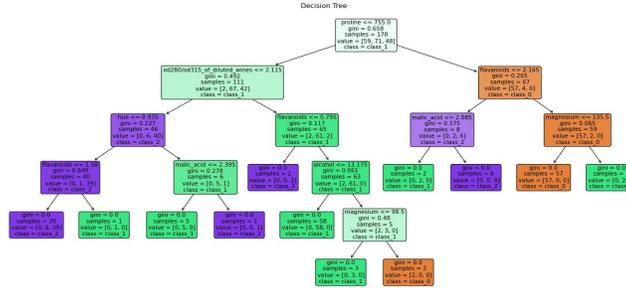 Decision Tree
proline <= 755.0
gini = 0.658
samples = 178
value = [59, 71, 48]
class = class_1
od280/od315_of_diluted_wines <= 2.115
gini = 0.492
samples = 111
value = [2, 67, 42]
class = class_1
flavanoids <= 2.165
gini = 0.265
samples = 67
value = [57, 4, 6]
class = class_0
hue <= 0.935
gini = 0.227
samples = 46
value = [0, 6, 40]
class = class_2
flavanoids <= 0.795
gini = 0.117
samples = 65
value = [2, 61, 2]
class = class_1
malic_acid <= 2.085
gini = 0.375
samples = 8
value = [0, 2, 6]
class = class_2
magnesium <= 135.5
gini = 0.065
samples = 59
value = [57, 2, 0]
class = class_0
flavanoids <= 1.58
gini = 0.049
samples = 40
value = [0, 1, 39]
class = class_2
malic_acid <= 2.395
gini = 0.278
samples = 6
value = [0, 5, 1]
class = class_1
gini = 0.0
samples = 2
value = [0, 0, 2]
class = class_2
alcohol <= 13.175
gini = 0.061
samples = 63
value = [2, 61, 0]
class = class_1
gini = 0.0
samples = 2
value = [0, 2, 0]
class = class_1
gini = 0.0
samples = 6
value = [0, 0, 6]
class = class_2
gini = 0.0
samples = 57
value = [57, 0, 0]
class = class_0
gini = 0.0
samples = 2
value = [0, 2,
class =
gini = 0.0
samples = 39
value = [0, 0, 39]
class = class_2
gini = 0.0
samples = 1
value = [0, 1, 0]
class = class_1
gini = 0.0
samples = 5
value = [0, 5, 0]
class = class_1
gini = 0.0
samples = 1
value = [0, 0, 1]
class = class_2
gini = 0.0
samples = 58
value = [0, 58, 0]
class = class_1
magnesium <= 98.5
gini = 0.48
samples = 5
value = [2, 3, 0]
class = class_1
gini = 0.0
samples = 3
value = [0, 3, 0]
class = class_1
gini = 0.0
samples = 2
value = [2, 0, 0]
class = class_0